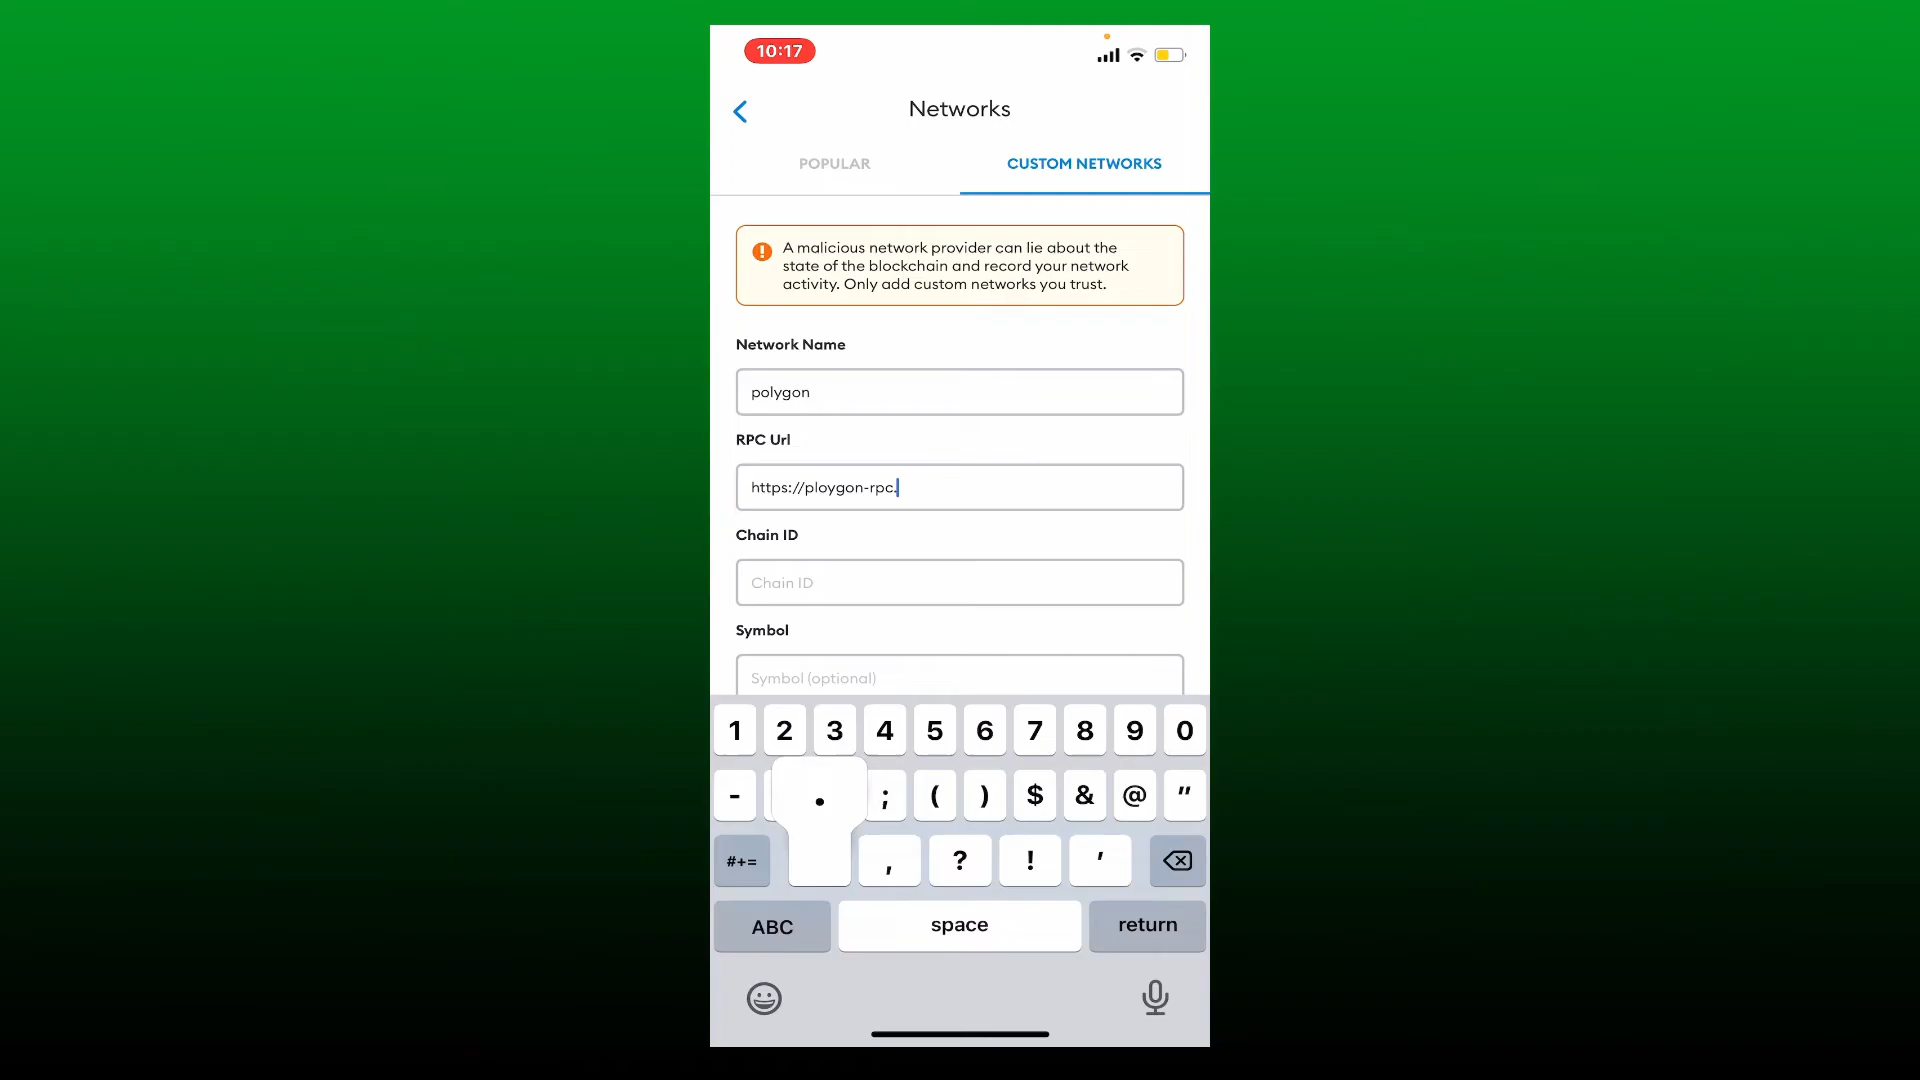 10:17
Networks
POPULAR
CUSTOM NETWORKS
A malicious network provider can lie about the
state of the blockchain and record your network
activity. Only add custom networks you trust.
Network Name
polygon
RPC Url
https://ploygon-rpc.
Chain ID
Chain ID
Symbol
Symbol (optional)
1 2 3 4 5 6 7 8 9 0
- . ; ( ) $ & @ "
#+= , ? ! '
ABC space return